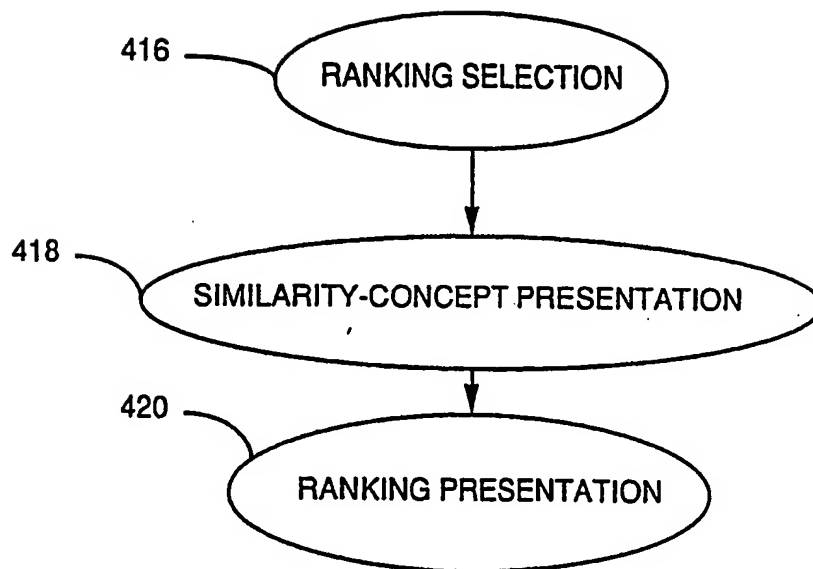 416
RANKING SELECTION
418
SIMILARITY-CONCEPT PRESENTATION
420
RANKING PRESENTATION